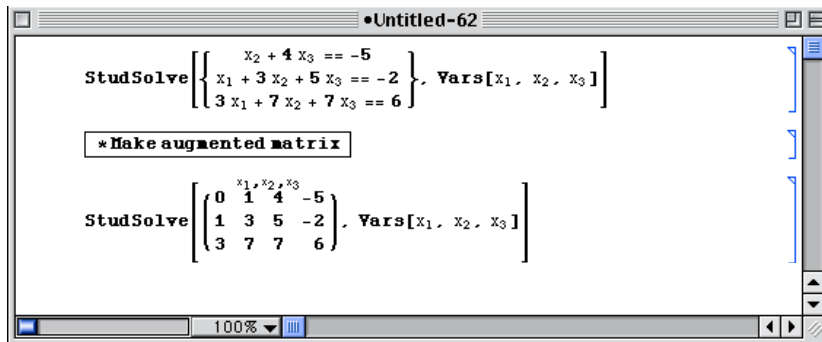 •Untitled-62
x₂ + 4 x₃ == -5
StudSolve[{ x₁ + 3 x₂ + 5 x₃ == -2 }, Vars[x₁, x₂, x₃]]
3 x₁ + 7 x₂ + 7 x₃ == 6
*Make augmented matrix
x₁,x₂,x₃
0 1 4 -5
StudSolve[( 1 3 5 -2 ), Vars[x₁, x₂, x₃]]
3 7 7 6
100%